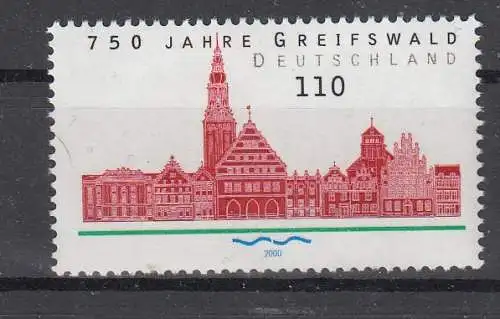 750 JAHRE GREIFSWALD
DEUTSCHLAND
110
2000